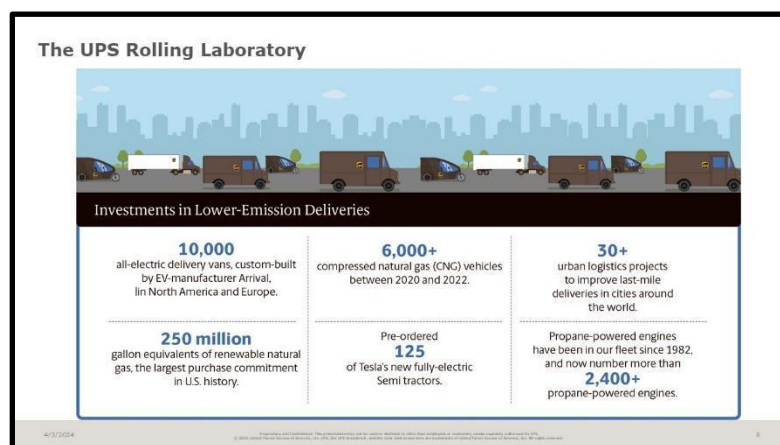 The UPS Rolling Laboratory
Investments in Lower-Emission Deliveries
10,000
all-electric delivery vans, custom-built
by EV-manufacturer Arrival,
lin North America and Europe.
6,000+
compressed natural gas (CNG) vehicles
between 2020 and 2022.
30+
urban logistics projects
to improve last-mile
deliveries in cities around
the world.
250 million
gallon equivalents of renewable natural
gas, the largest purchase commitment
in U.S. history.
Pre-ordered
125
of Tesla's new fully-electric
Semi tractors.
Propane-powered engines
have been in our fleet since 1982,
and now number more than
2,400+
propane-powered engines.
4/3/2024